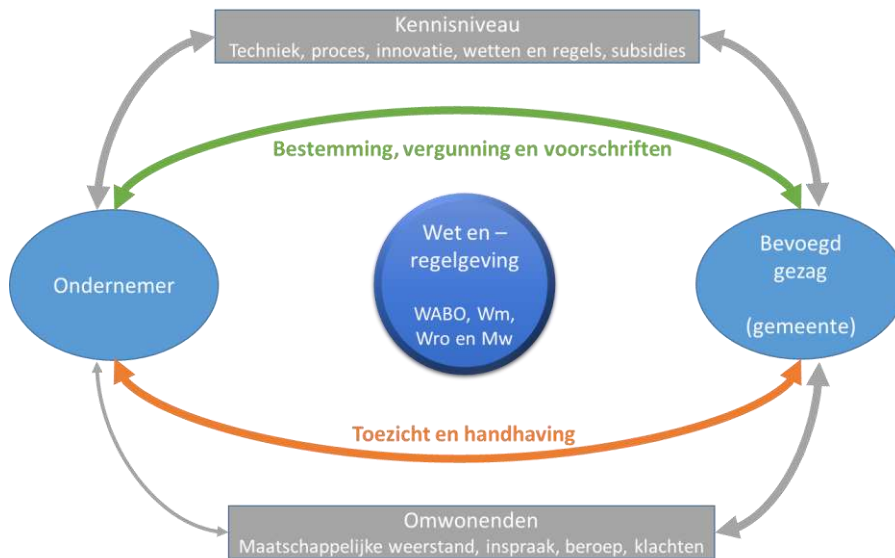 Kennisniveau
Techniek, proces, innovatie, wetten en regels, subsidies
Bestemming, vergunning en voorschriften
Ondernemer
Wet en –
regelgeving
WABO, Wm,
Wro en Mw
Bevoegd
gezag
(gemeente)
Toezicht en handhaving
Omwonenden
Maatschappelijke weerstand, inspraak, beroep, klachten